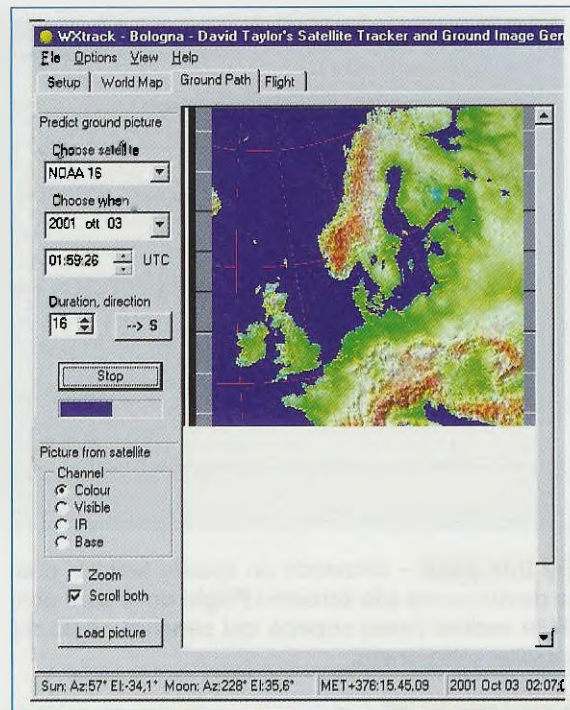 WXtrack - Bologna - David Taylor's Satellite Tracker and Ground Image Gen
File Options View Help
Setup World Map Ground Path Flight
Predict ground picture
Choose satellite
NOAA 16
Choose when
2001 ott 03
01:59:26 UTC
Duration, direction
16 --> S
Stop
Picture from satellite
Channel
Colour
Visible
IR
Base
Zoom
Scroll both
Load picture
Sun: Az:57° El:-34,1° Moon: Az:228° El:35,6° MET+376:15.45.09 2001 Oct 03 02:07: